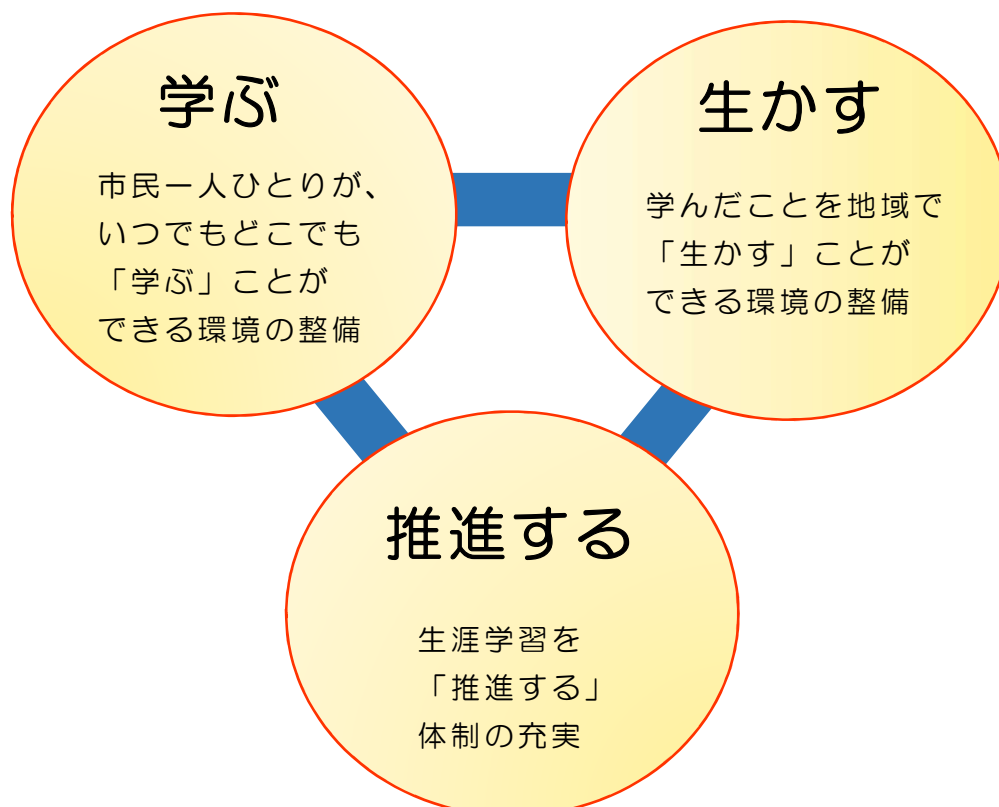 学ぶ
市民一人ひとりが、
いつでもどこでも
「学ぶ」ことが
できる環境の整備
生かす
学んだことを地域で
「生かす」ことが
できる環境の整備
推進する
生涯学習を
「推進する」
体制の充実